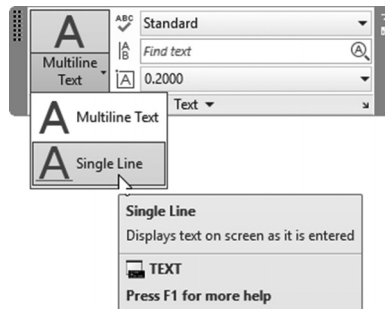 A
Multiline
Text
ABC
Standard
A
B
Find text
A
A
0.2000
Text
A Multiline Text
A Single Line
Single Line
Displays text on screen as it is entered
TEXT
Press F1 for more help